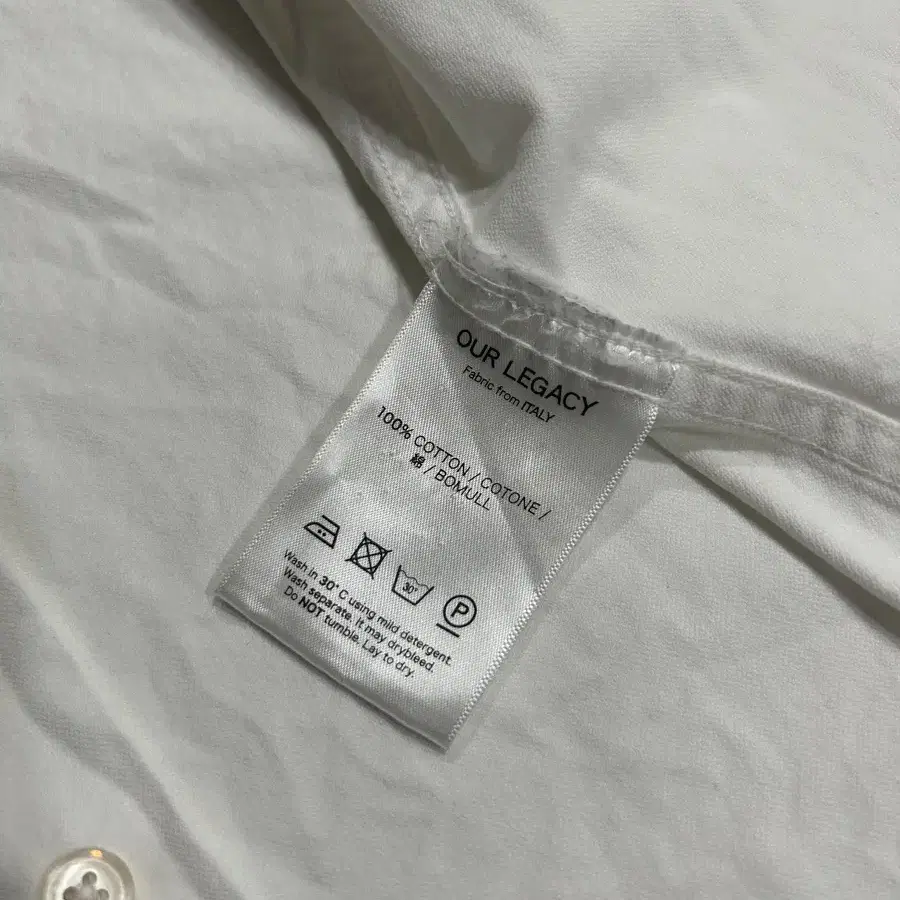 OUR LEGACY
Fabric from ITALY
100% COTTON / COTONE /
綿 / BOMULL
30°
P
Wash in 30° C using mild detergent.
Wash separate. it may drybleed.
Do NOT tumble. Lay to dry.